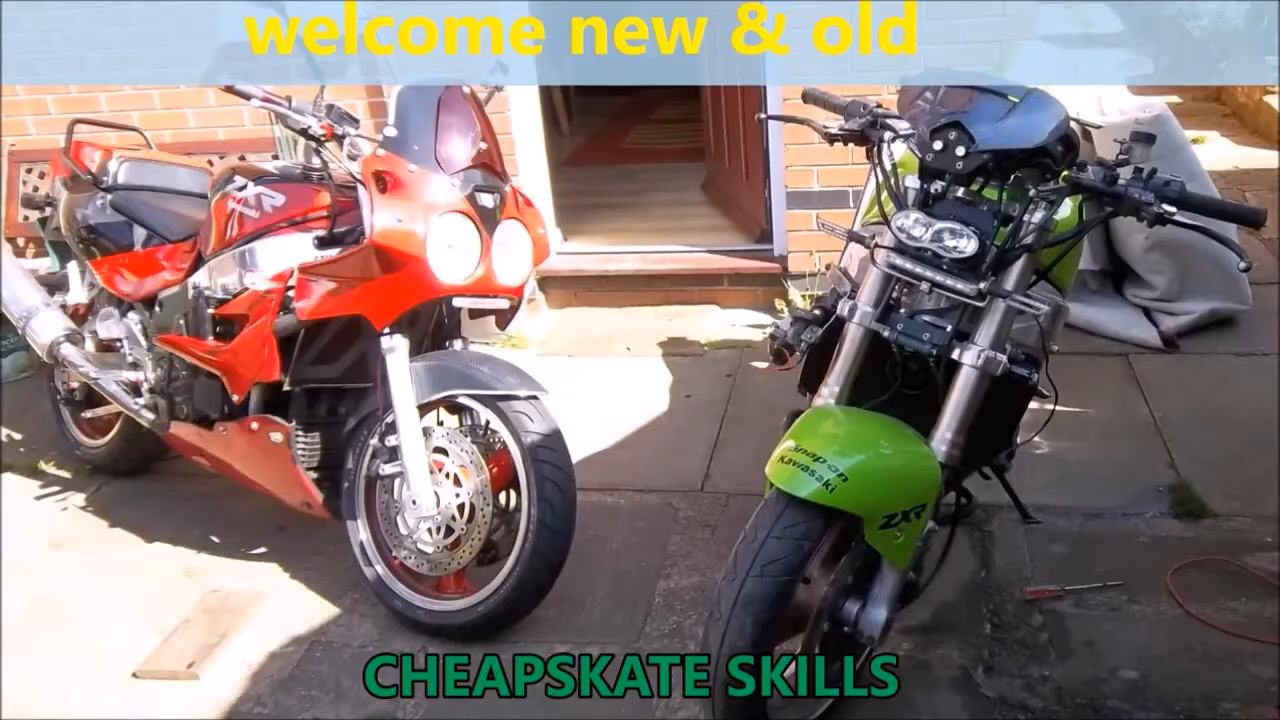 welcome new & old
ZXR
Snap-on
Kawasaki
ZXR
CHEAPSKATE SKILLS